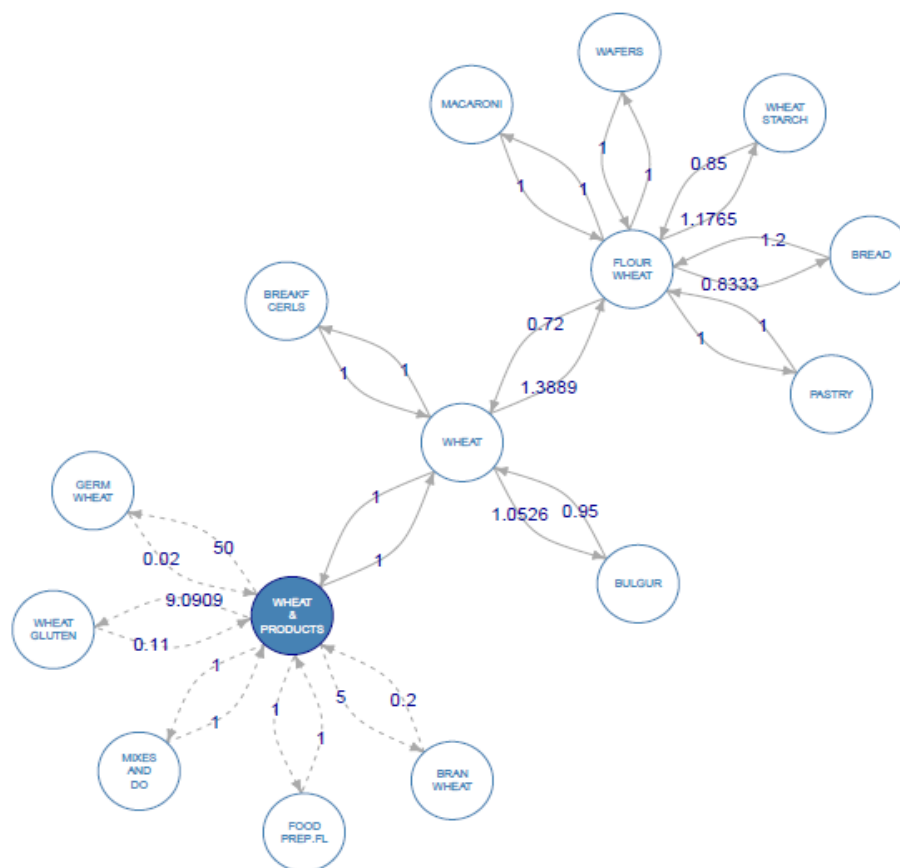 WAFERS
MACARONI
WHEAT
STARCH
1
1
0.85
1
1
1.1765
1.2
BREAD
FLOUR
WHEAT
0.8333
BREAKF
CERLS
0.72
1
1
1
1
1.3889
PASTRY
WHEAT
GERM
WHEAT
1
1.0526
0.95
50
0.02
1
BULGUR
9.0909
WHEAT
&
PRODUCTS
WHEAT
GLUTEN
0.11
1
1
1
5
0.2
1
MIXES
AND
DO
BRAN
WHEAT
FOOD
PREP.FL